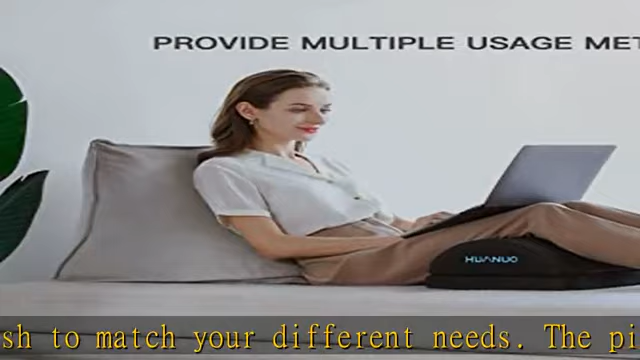 PROVIDE MULTIPLE USAGE MET
HUANUO
sh to match your different needs. The pi